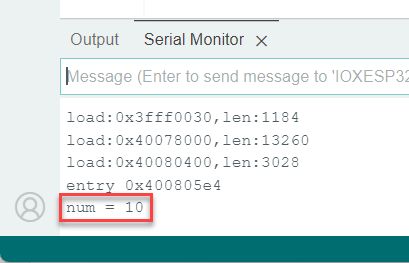 Output Serial Monitor
Message (Enter to send message to 'IOXESP32
load:0x3fff0030,len:1184
load:0x40078000,len:13260
load:0x40080400,len:3028
entry 0x400805e4
num = 10